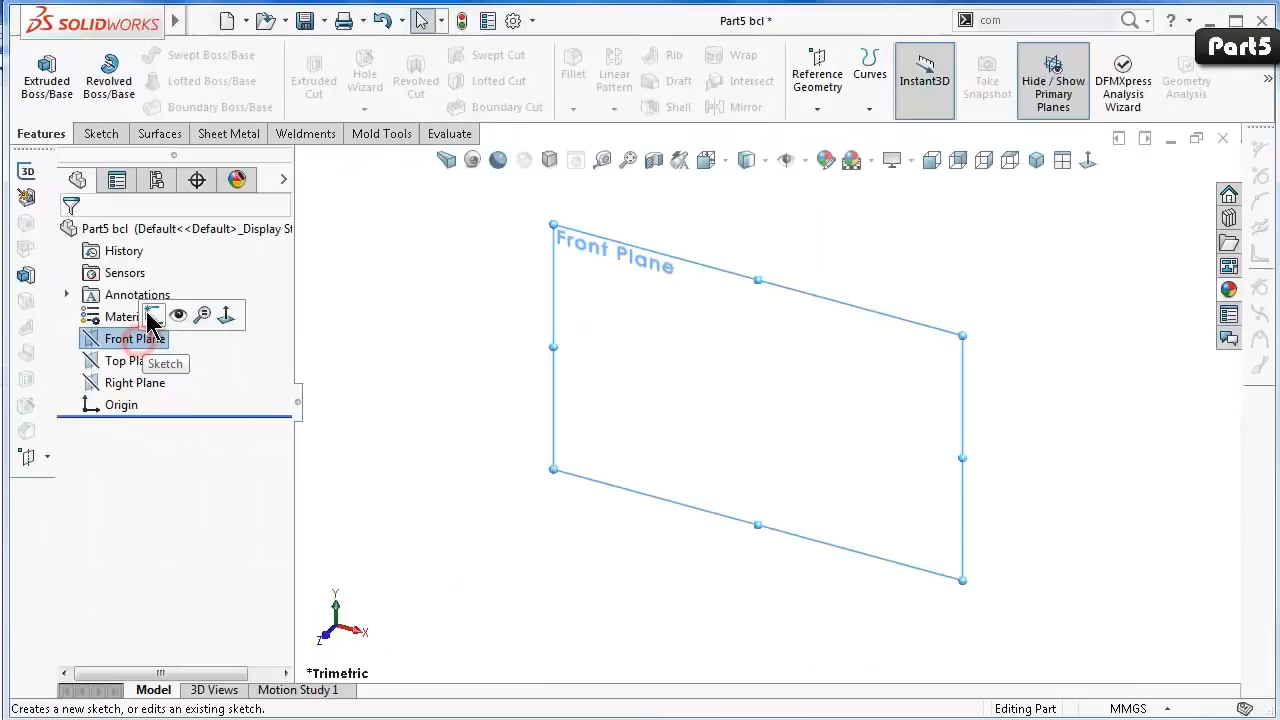 SOLIDWORKS
Part5 bcl *
com
?
Part5
Extruded
Boss/Base
Revolved
Boss/Base
Swept Boss/Base
Lofted Boss/Base
Boundary Boss/Base
Extruded
Cut
Hole
Wizard
Revolved
Cut
Swept Cut
Lofted Cut
Boundary Cut
Fillet
Linear
Pattern
Rib
Draft
Shell
Wrap
Intersect
Mirror
Reference
Geometry
Curves
Instant3D
Take
Snapshot
Hide / Show
Primary
Planes
DFMXpress
Analysis
Wizard
Geometry
Analysis
Features
Sketch
Surfaces
Sheet Metal
Weldments
Mold Tools
Evaluate
3D
Part5 bcl (Default<<Default>_Display St
History
Sensors
Annotations
Materi
Front Plane
Top Pla
Sketch
Right Plane
Origin
Front Plane
Y
X
Z
*Trimetric
Model
3D Views
Motion Study 1
Creates a new sketch, or edits an existing sketch.
Editing Part
MMGS